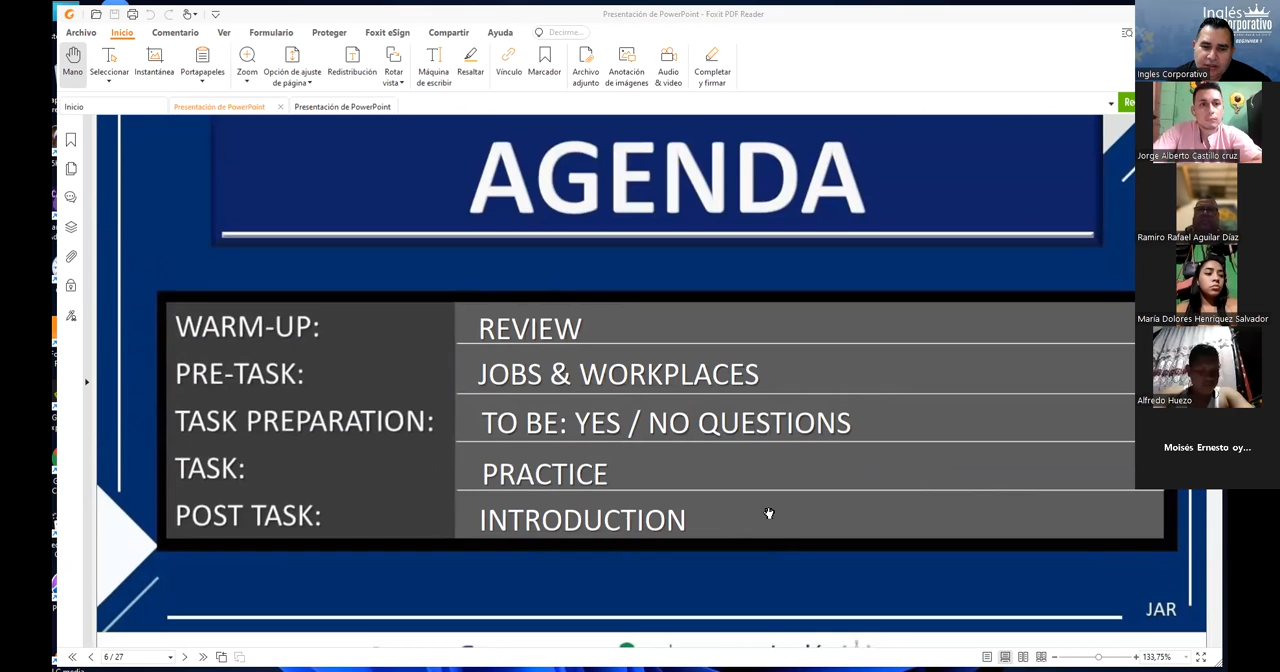 Presentación de PowerPoint - Foxit PDF Reader
Archivo Inicio Comentario Ver Formulario Proteger Foxit eSign Compartir Ayuda Decirme...
Mano Seleccionar Instantánea Portapapeles Zoom Opción de ajuste de página Redistribución Rotar vista Máquina de escribir Resaltar Vínculo Marcador Archivo adjunto Anotación de imágenes Audio & vídeo Completar y firmar
Inicio Presentación de PowerPoint Presentación de PowerPoint
AGENDA
WARM-UP: REVIEW
PRE-TASK: JOBS & WORKPLACES
TASK PREPARATION: TO BE: YES / NO QUESTIONS
TASK: PRACTICE
POST TASK: INTRODUCTION
JAR
6 / 27
133,75%
Inglés
Corporativo
BEGINNER 1
Ingles Corporativo
Jorge Alberto Castillo cruz
Ramiro Rafael Aguilar Díaz
María Dolores Henriquez Salvador
Alfredo Huezo
Moisés Ernesto oy...